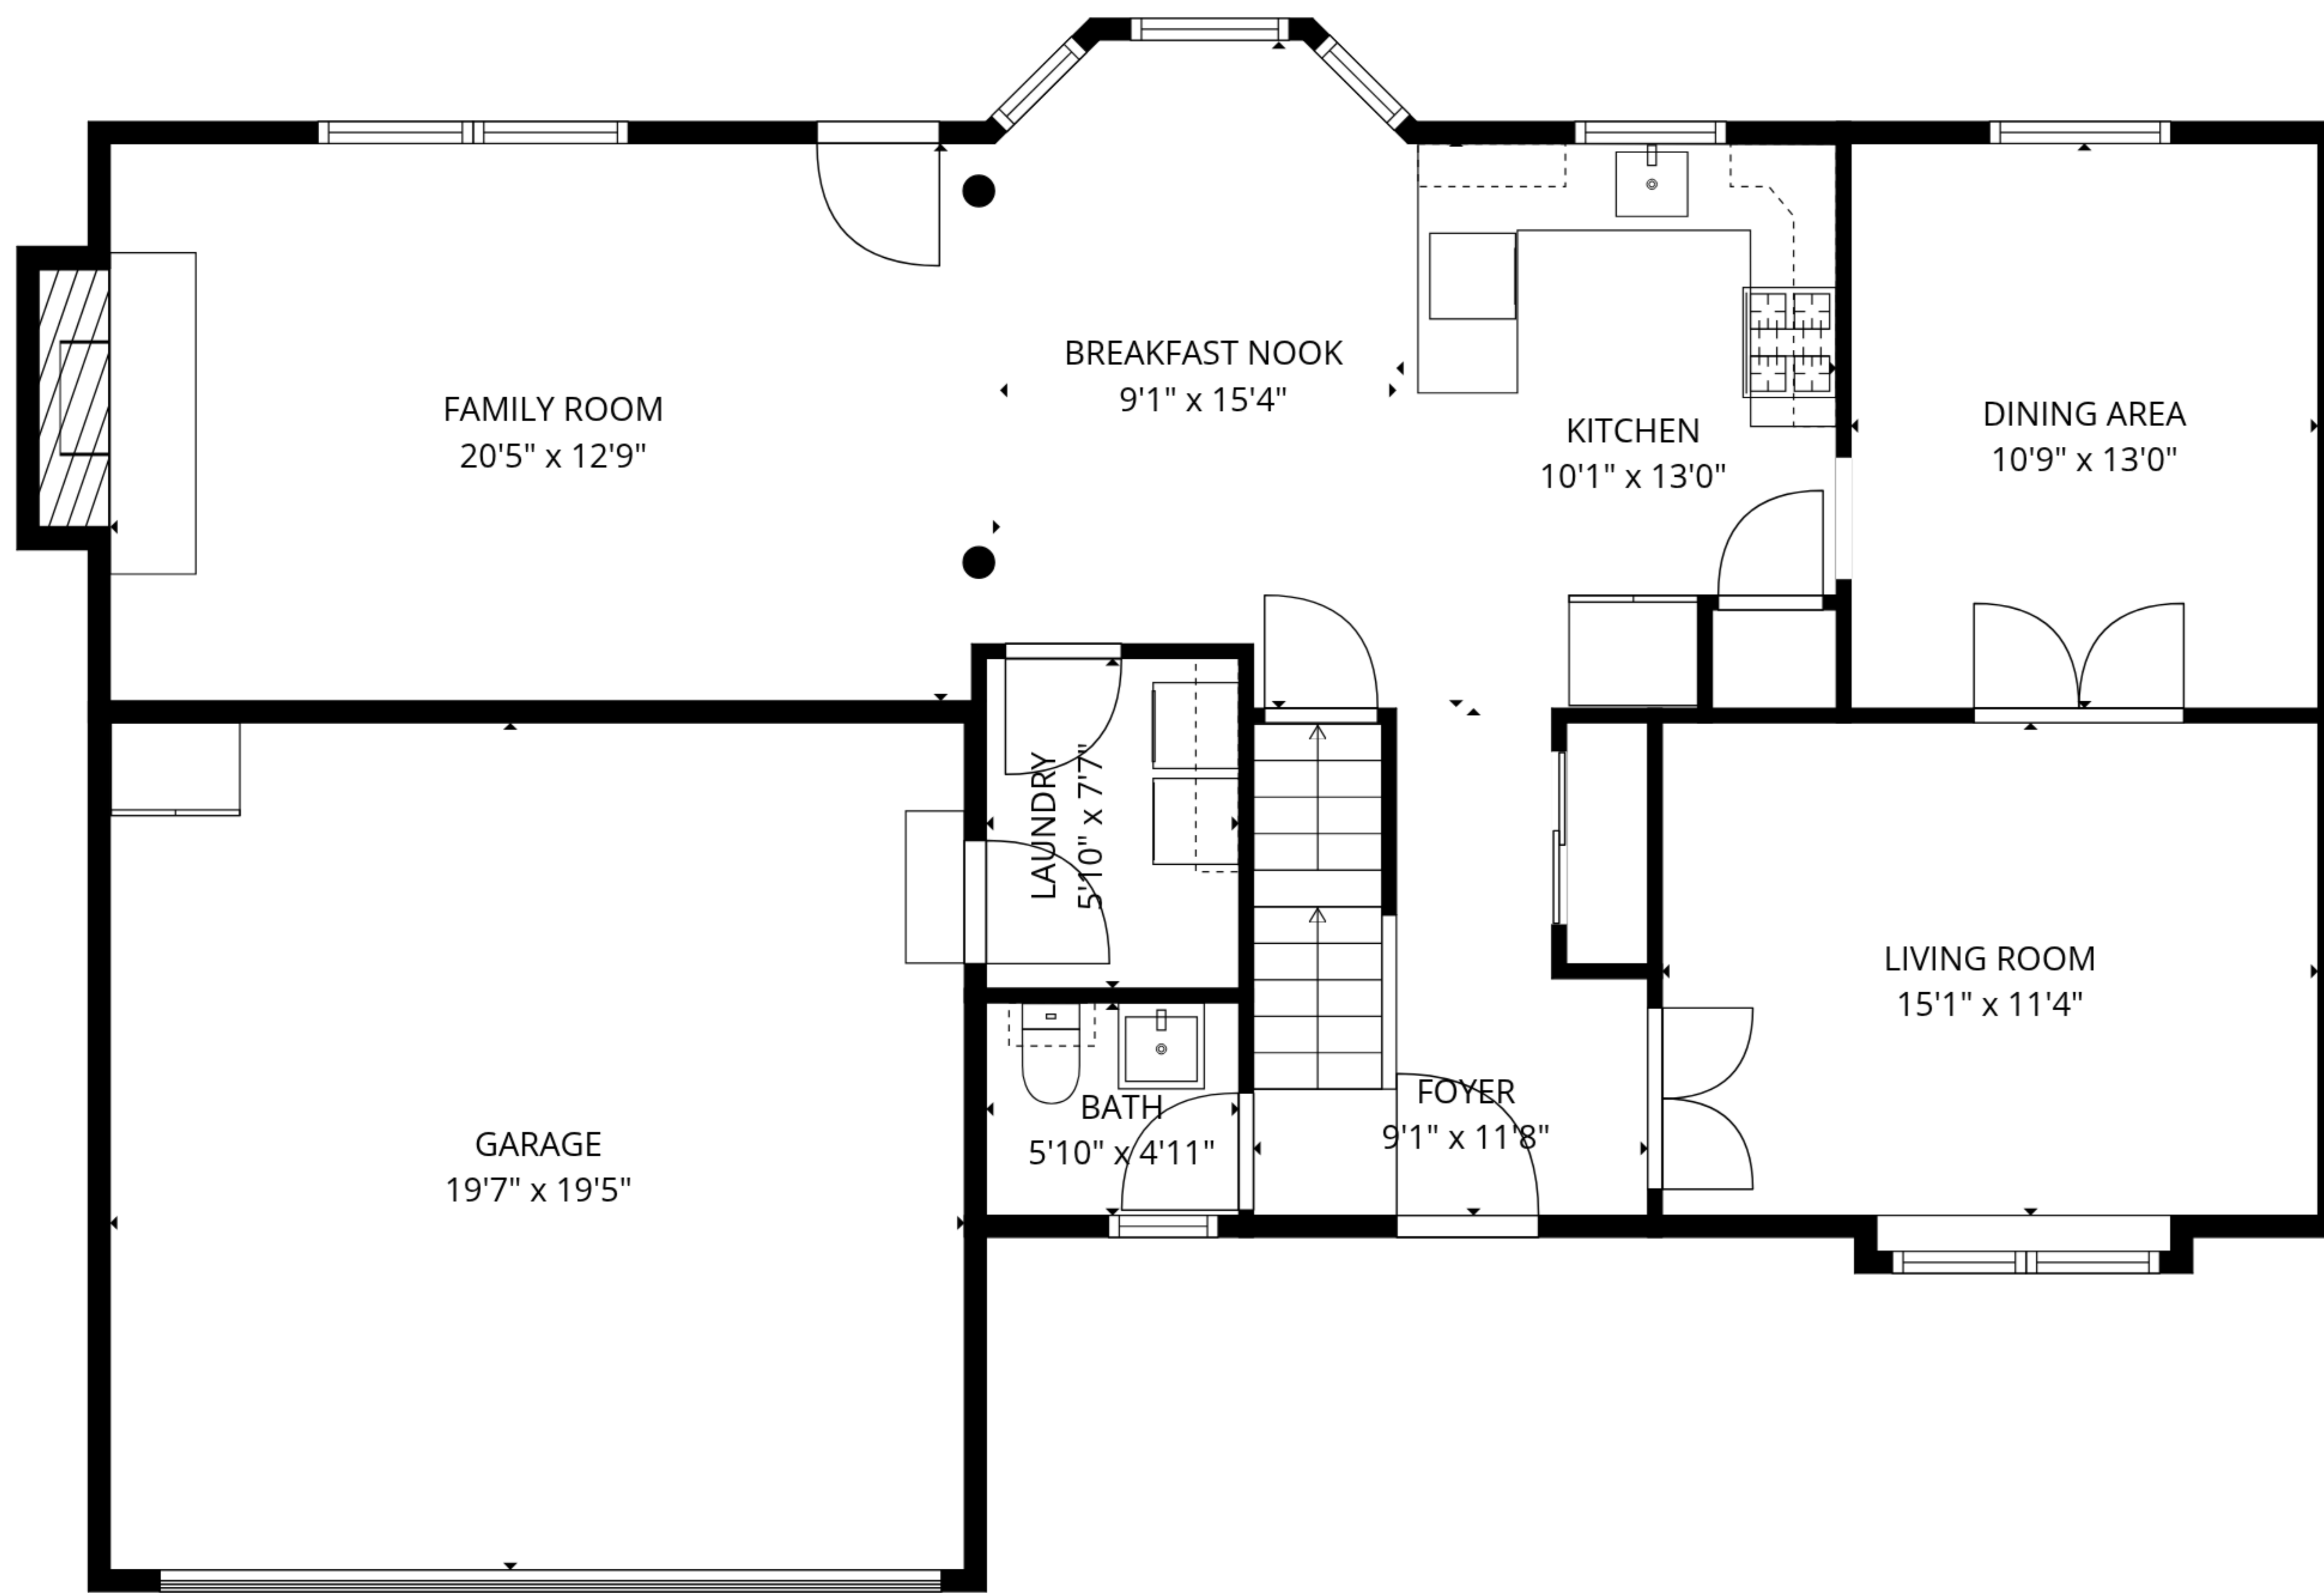 BREAKFAST NOOK
9'1" x 15'4"
FAMILY ROOM
20'5" x 12'9"
KITCHEN
10'1" x 13'0"
DINING AREA
10'9" x 13'0"
LAUNDRY
5'10" x 7'7"
LIVING ROOM
15'1" x 11'4"
FOYER
9'1" x 11'8"
BATH
5'10" x 4'11"
GARAGE
19'7" x 19'5"